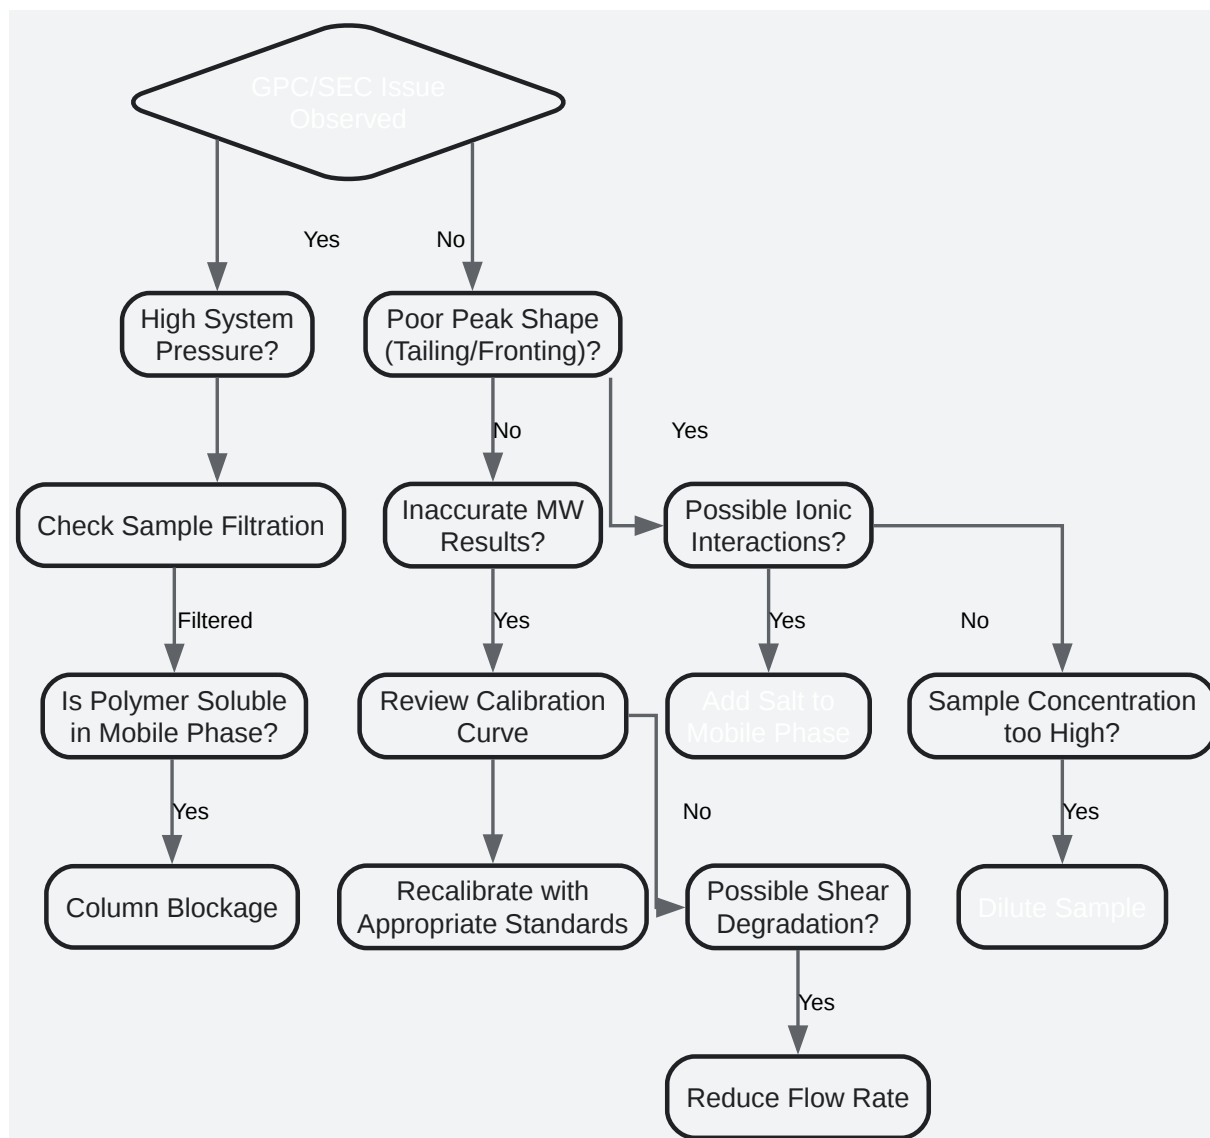 GPC/SEC Issue
Observed
Yes
No
High System
Pressure?
Poor Peak Shape
(Tailing/Fronting)?
No
Yes
Check Sample Filtration
Inaccurate MW
Results?
Possible Ionic
Interactions?
Filtered
Yes
Yes
No
Is Polymer Soluble
in Mobile Phase?
Review Calibration
Curve
Add Salt to
Mobile Phase
Sample Concentration
too High?
Yes
No
Yes
Column Blockage
Recalibrate with
Appropriate Standards
Possible Shear
Degradation?
Dilute Sample
Yes
Reduce Flow Rate